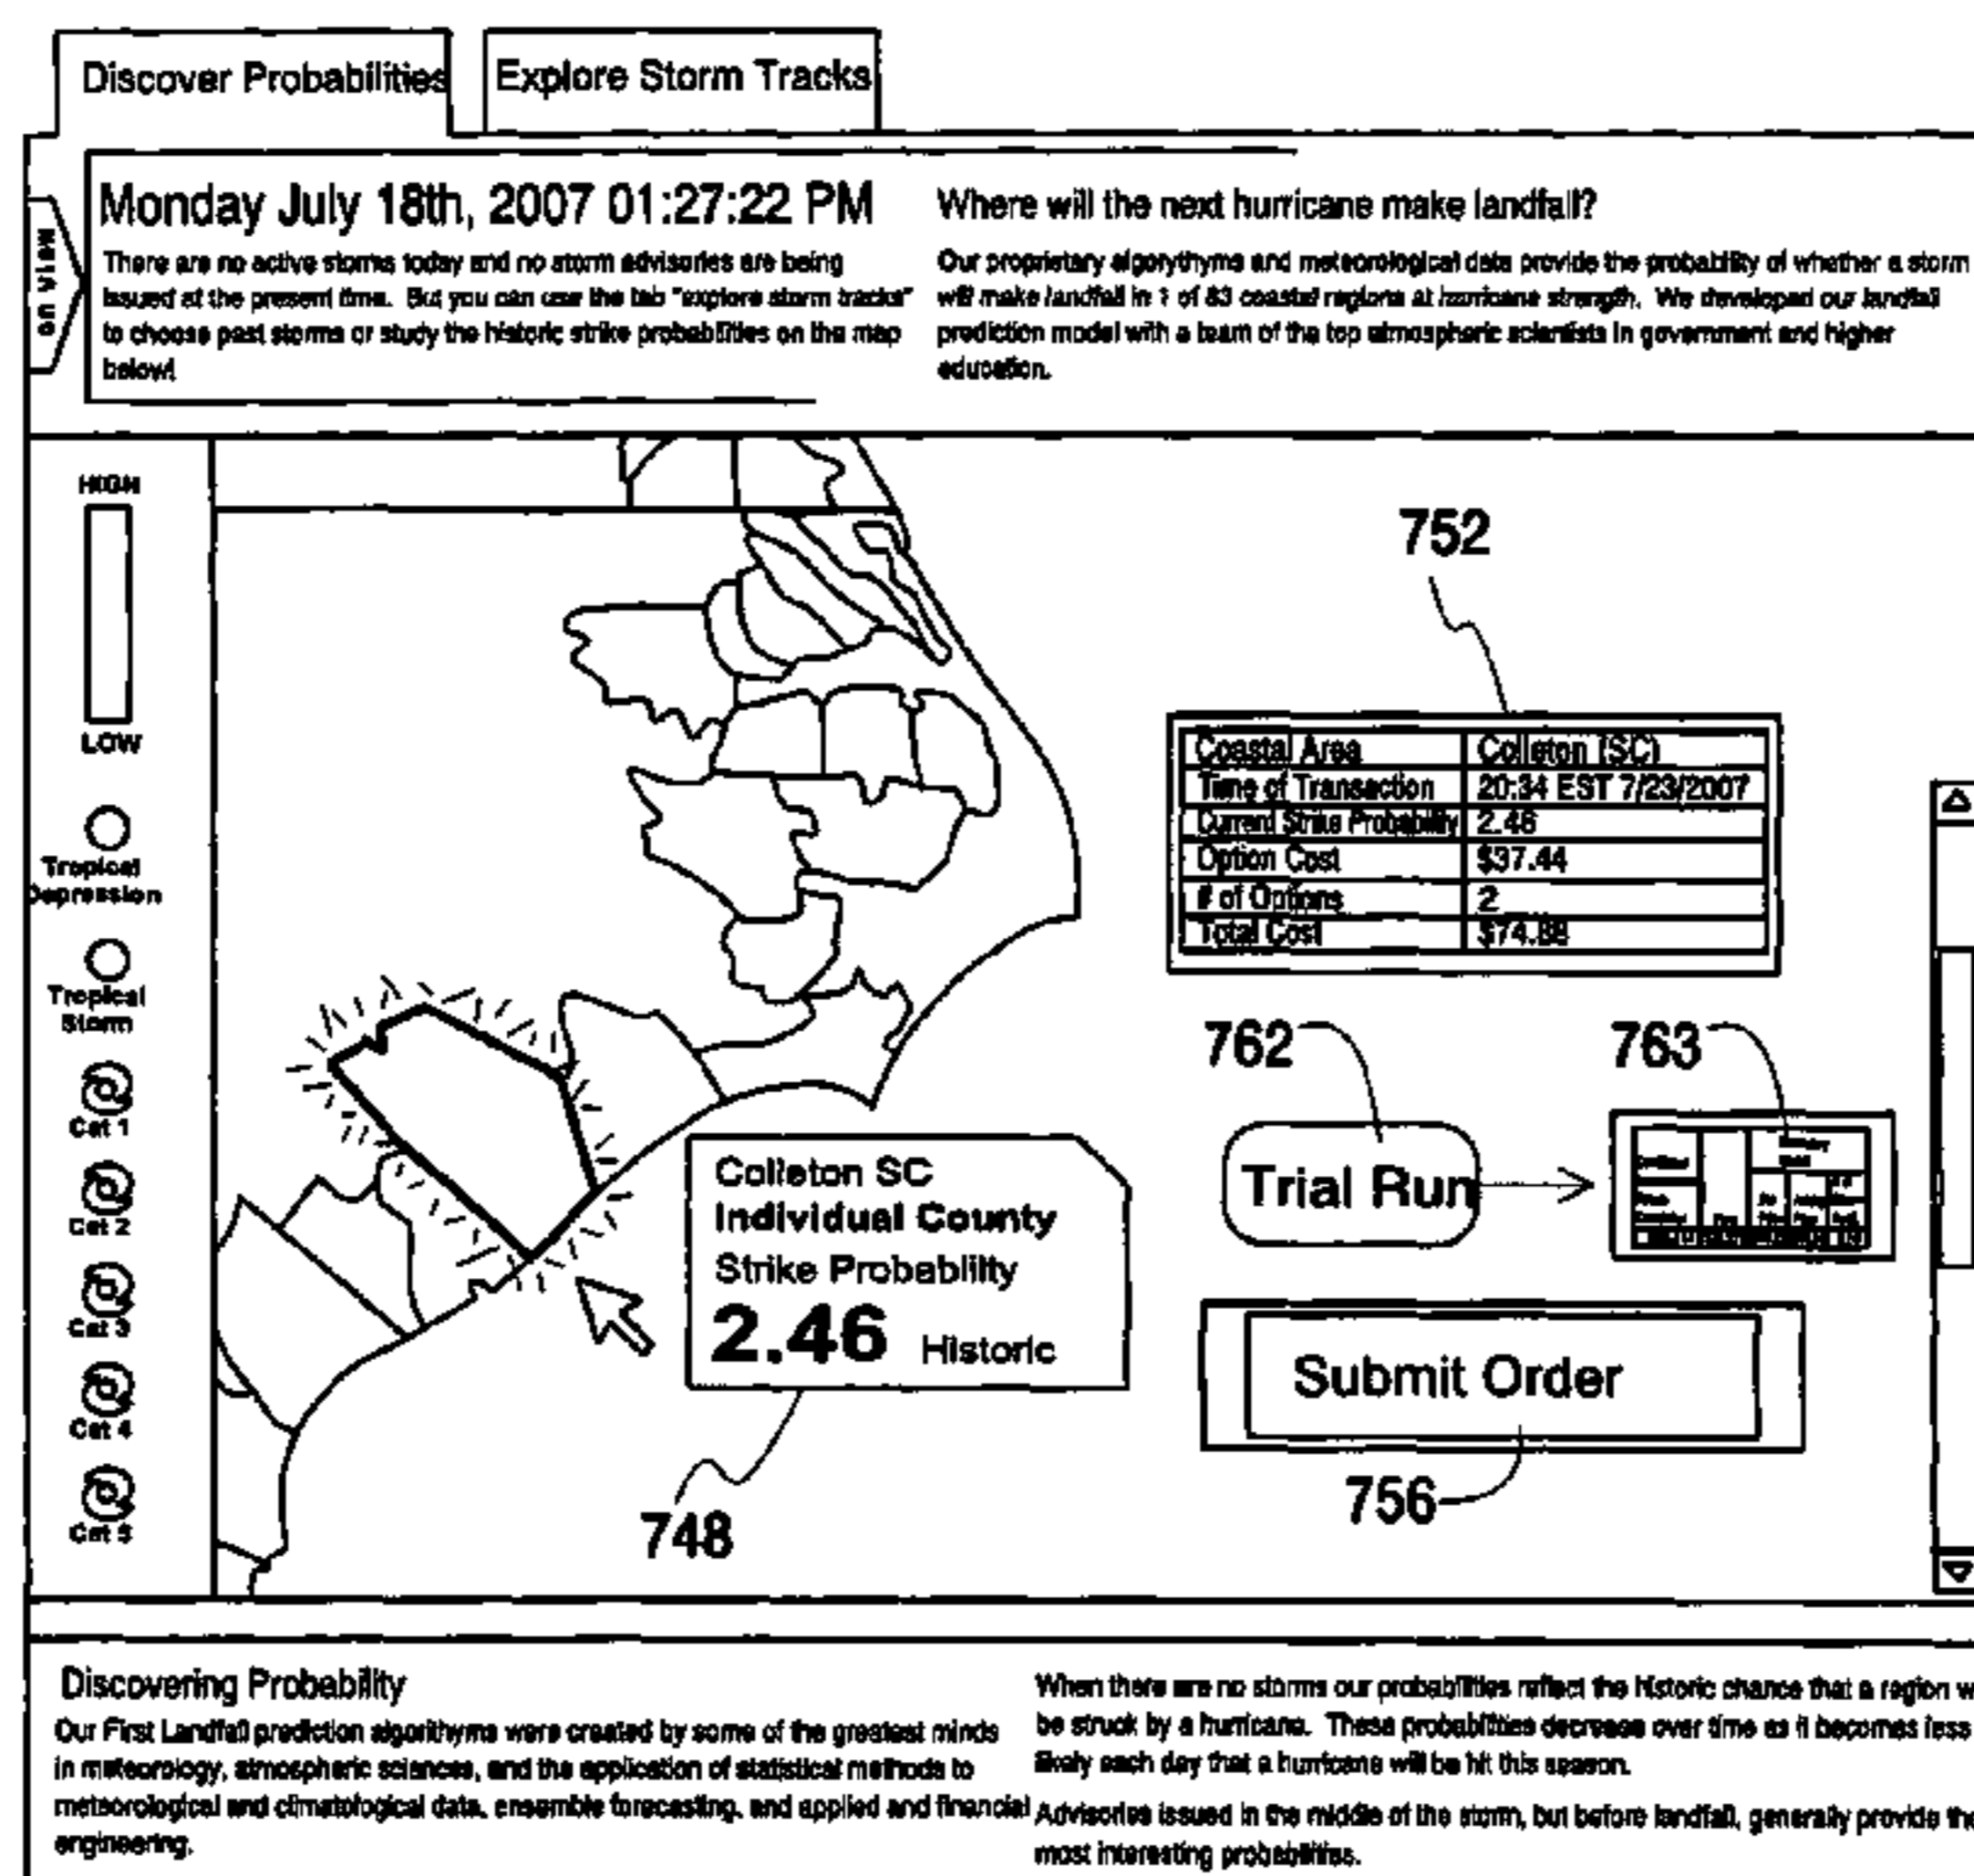 Discover Probabilities
Explore Storm Tracks
on view
Monday July 18th, 2007 01:27:22 PM
There are no active storms today and no storm advisories are being
issued at the present time. But you can use the tab "explore storm tracks"
to choose past storms or study the historic strike probabilities on the map
below!
Where will the next hurricane make landfall?
Our proprietary algorythyms and meteorological data provide the probability of whether a storm
will make landfall in 1 of 83 coastal regions at hurricane strength. We developed our landfall
prediction model with a team of the top atmospheric scientists in government and higher
education.
HIGH
LOW
Tropical
Depression
Tropical
Storm
Cat 1
Cat 2
Cat 3
Cat 4
Cat 5
752
Coastal Area Colleton (SC)
Time of Transaction 20:34 EST 7/23/2007
Current Strike Probability 2.46
Option Cost $37.44
# of Options 2
Total Cost $74.88
762
763
Trial Run
Colleton SC
Individual County
Strike Probability
2.46 Historic
748
Submit Order
756
Discovering Probability
Our First Landfall prediction algorithyms were created by some of the greatest minds
in meteorology, atmospheric sciences, and the application of statistical methods to
meteorological and climatological data, ensemble forecasting, and applied and financial
engineering.
When there are no storms our probabilities reflect the historic chance that a region w
be struck by a hurricane. These probabilities decrease over time as it becomes less
likely each day that a hurricane will be hit this season.
Advisories issued in the middle of the storm, but before landfall, generally provide the
most interesting probabilities.